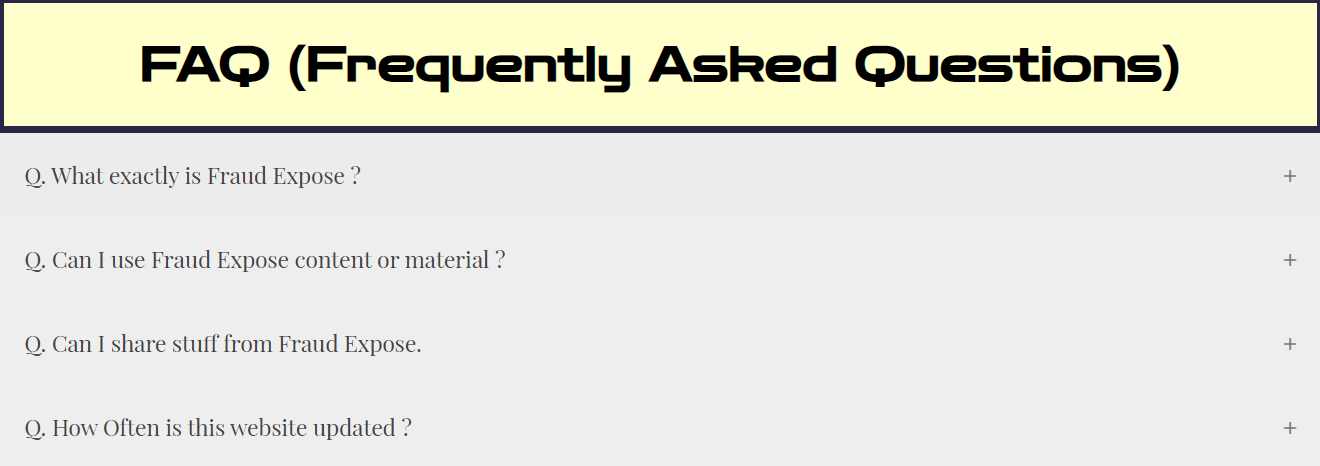 FAQ (Frequently Asked Questions)
Q. What exactly is Fraud Expose ?
+
Q. Can I use Fraud Expose content or material ?
+
Q. Can I share stuff from Fraud Expose.
+
Q. How Often is this website updated ?
+